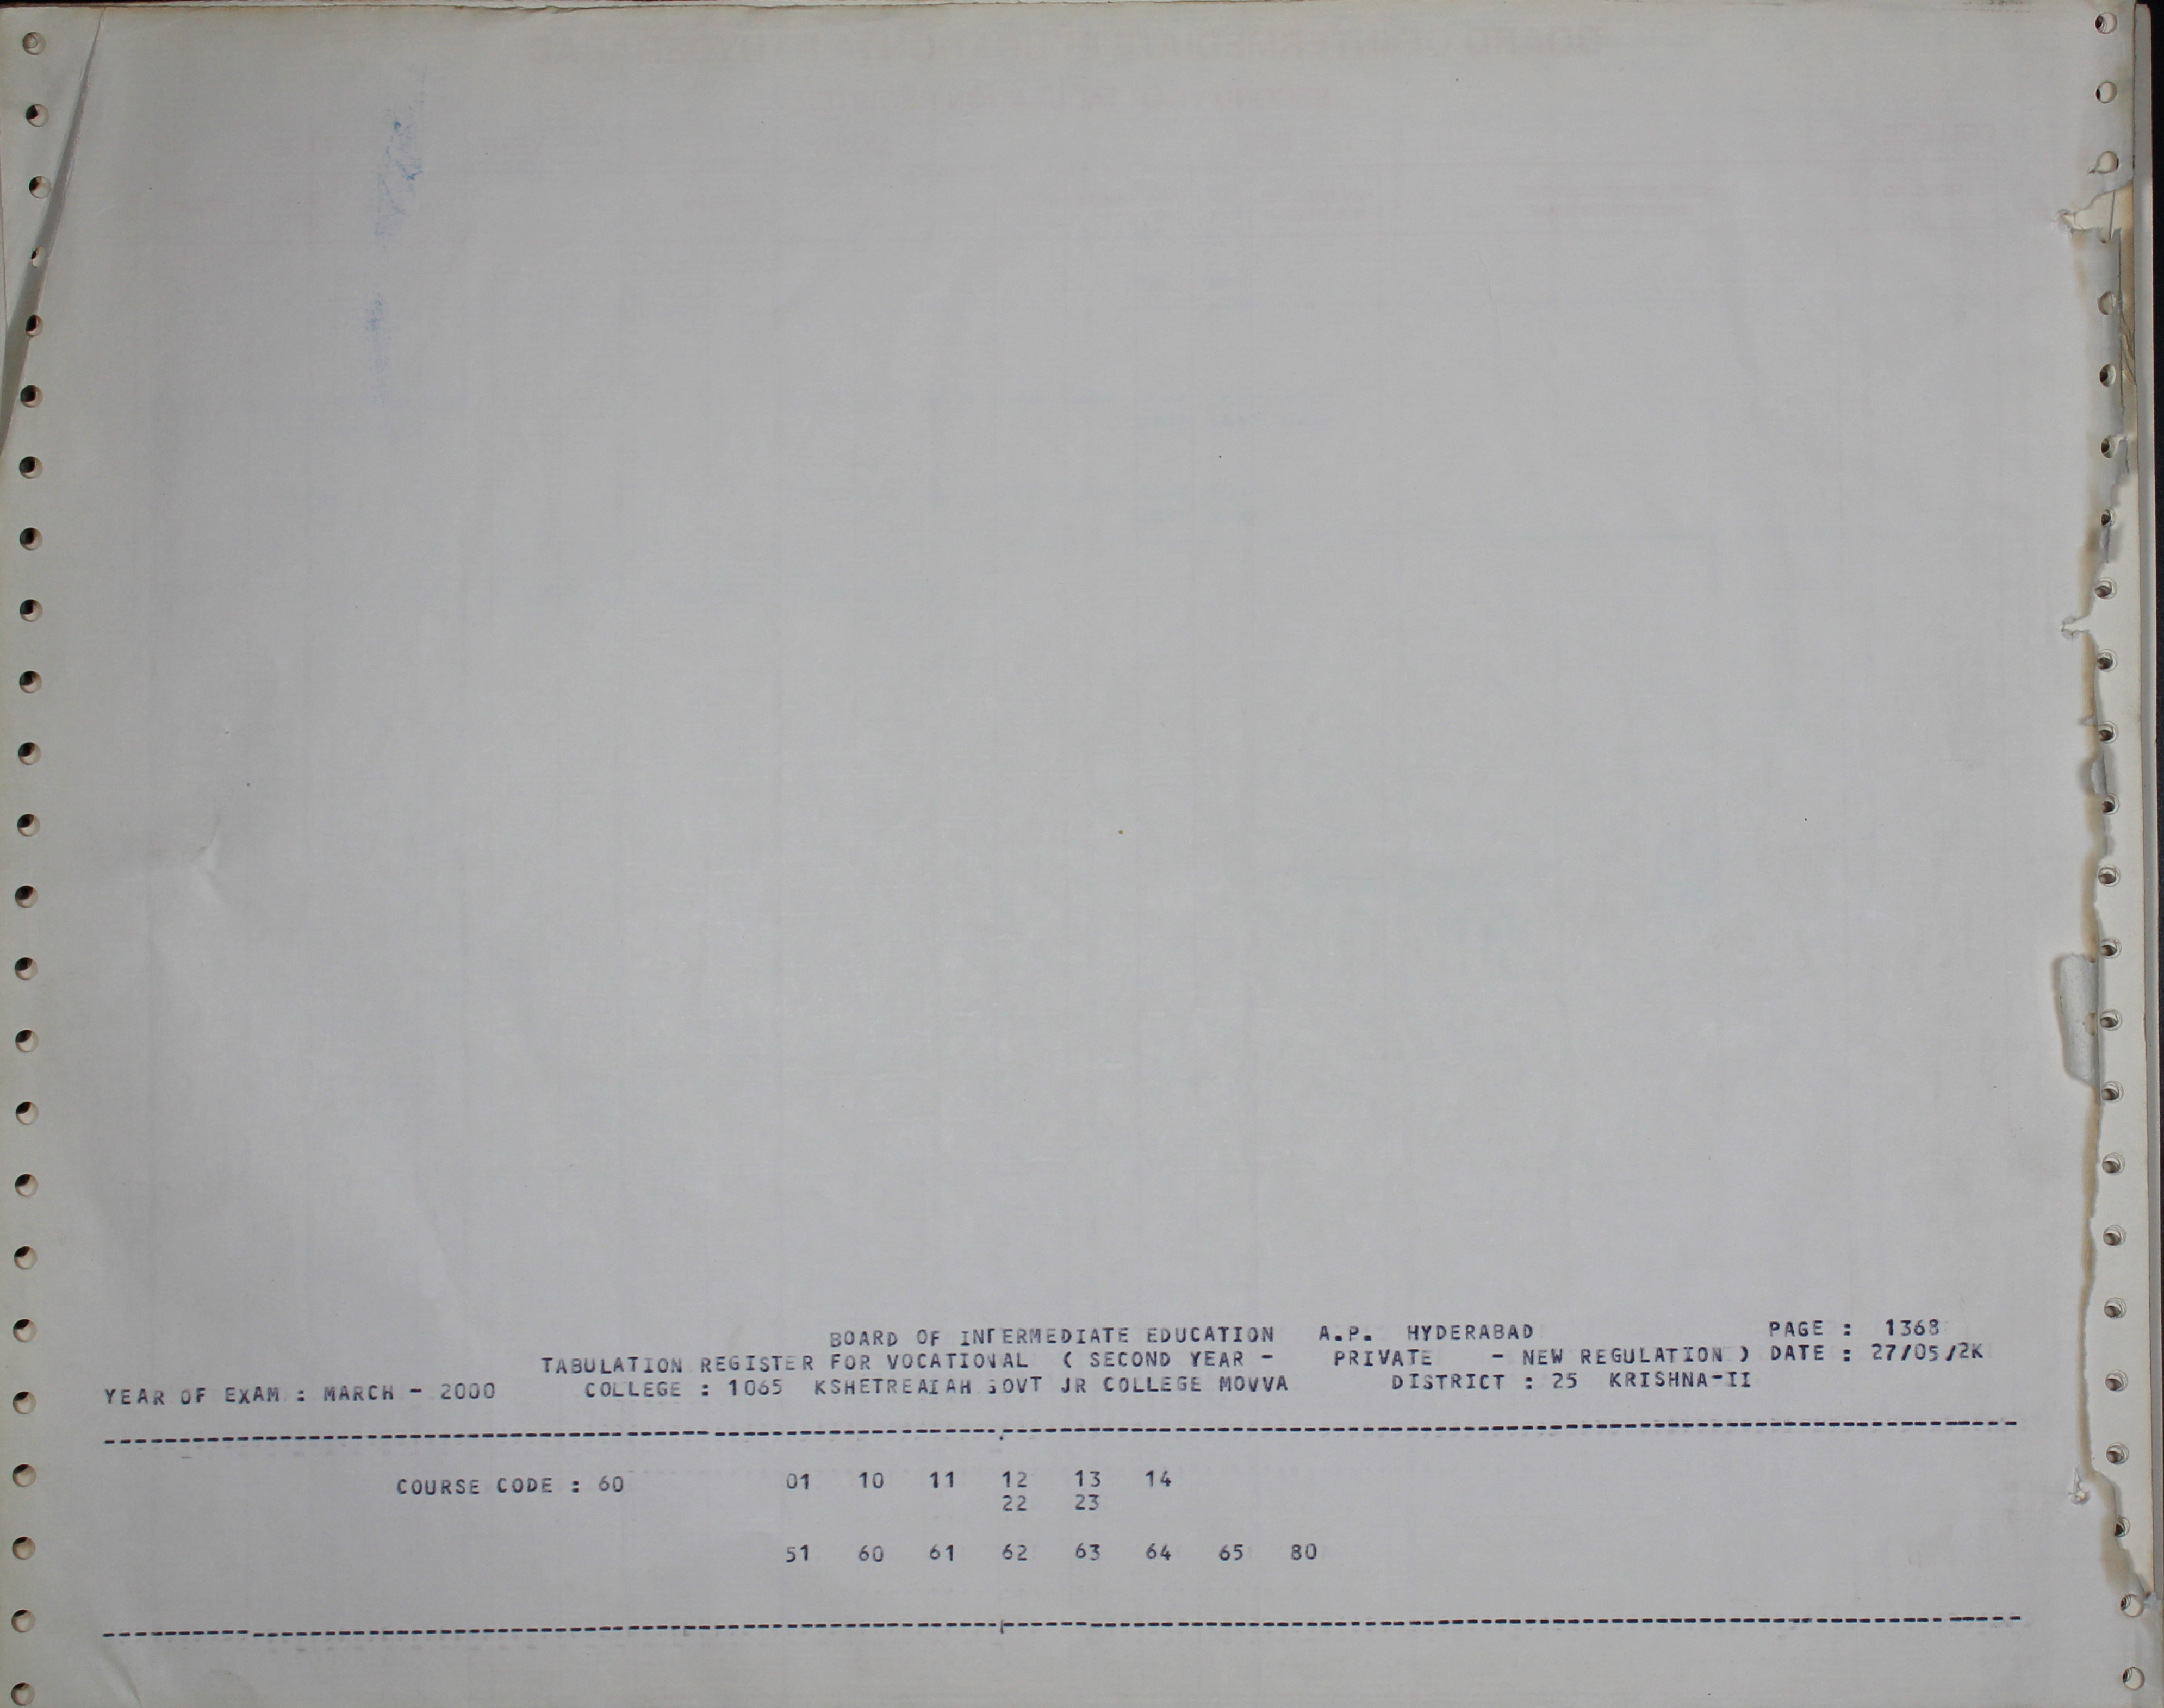 BOARD OF INTERMEDIATE EDUCATION A.P. HYDERABAD PAGE : 1368
TABULATION REGISTER FOR VOCATIONAL ( SECOND YEAR - PRIVATE - NEW REGULATION ) DATE : 27/05/2K
YEAR OF EXAM : MARCH - 2000 COLLEGE : 1065 KSHETREAIAH GOVT JR COLLEGE MOVVA DISTRICT : 25 KRISHNA-II
COURSE CODE : 60 01 10 11 12 13 14
22 23
51 60 61 62 63 64 65 80